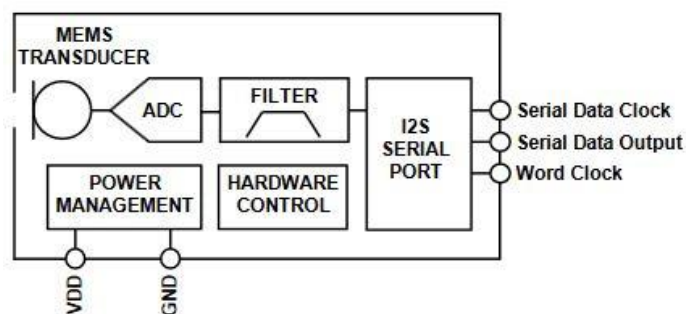 MEMS
TRANSDUCER
ADC
FILTER
I2S
SERIAL
PORT
Serial Data Clock
Serial Data Output
Word Clock
POWER
MANAGEMENT
HARDWARE
CONTROL
VDD
GND